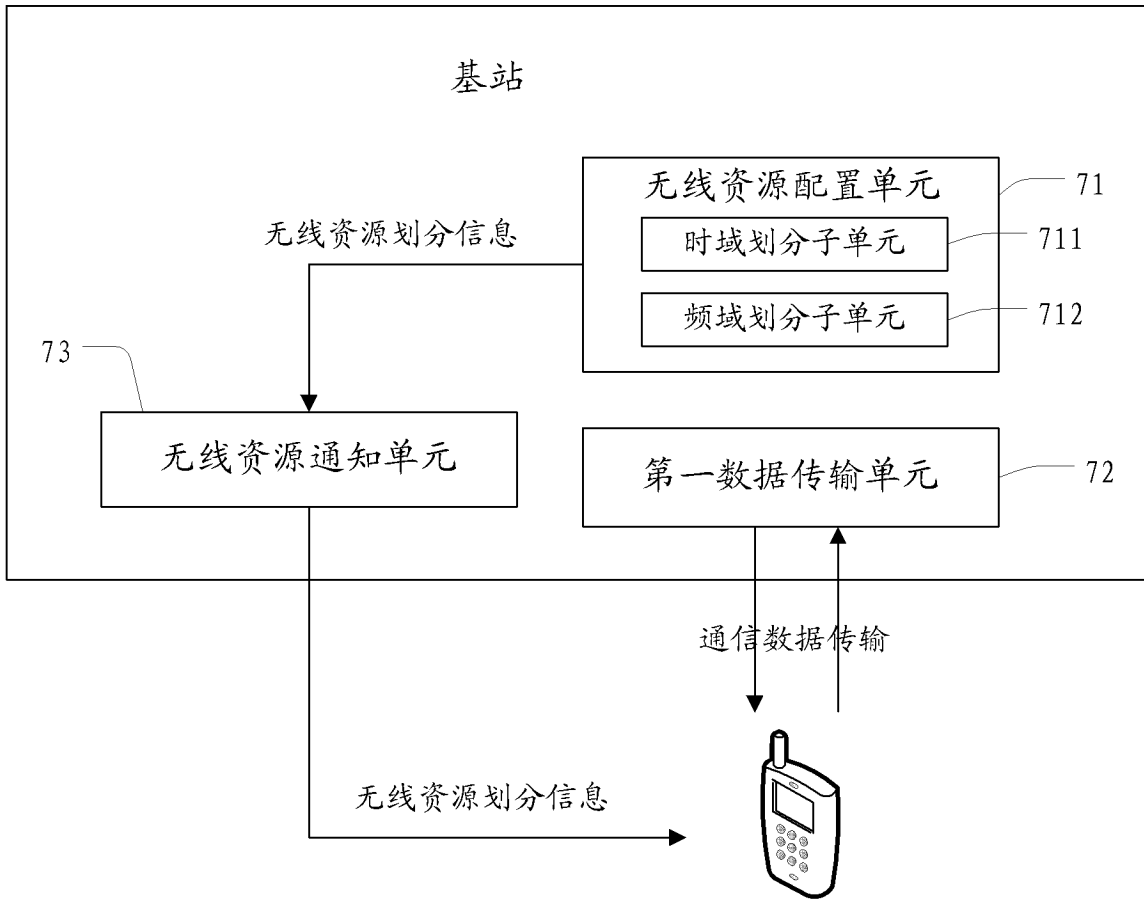 基站
无线资源配置单元
71
时域划分子单元
711
无线资源划分信息
频域划分子单元
712
73
无线资源通知单元
第一数据传输单元
72
通信数据传输
无线资源划分信息